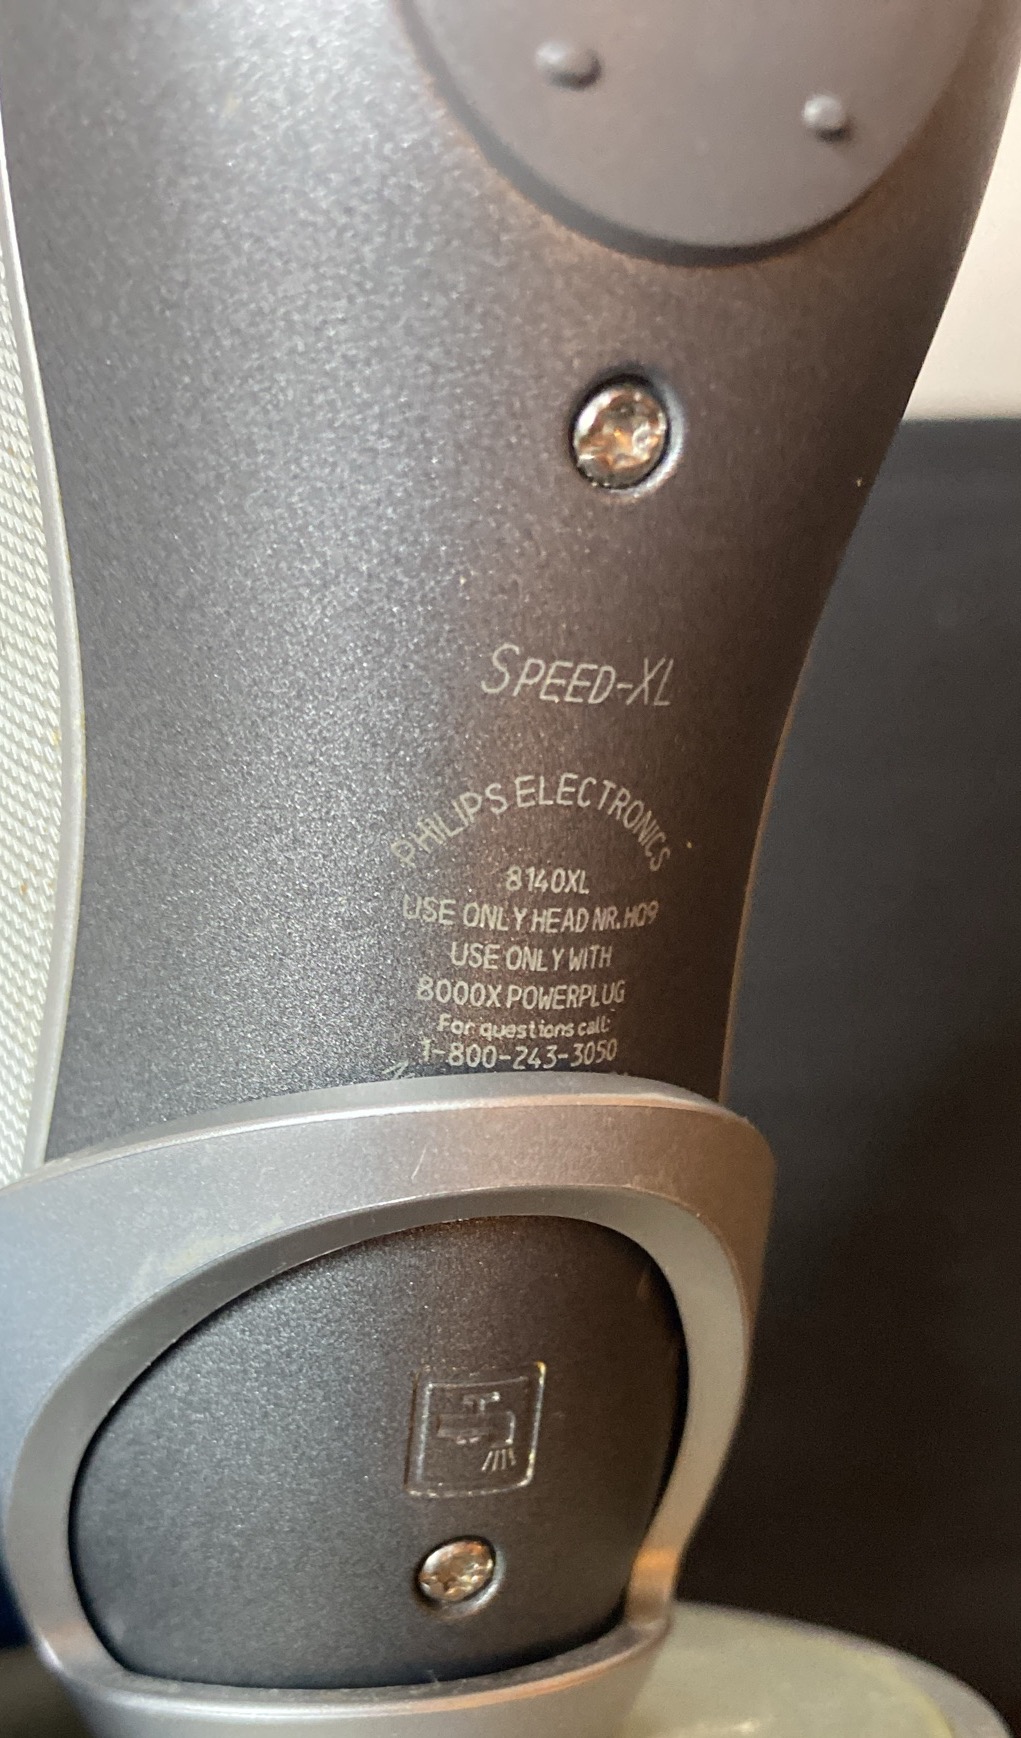 SPEED-XL
PHILIPS ELECTRONICS
8140XL
USE ONLY HEAD NR. HQ9
USE ONLY WITH
8000X POWERPLUG
For questions call:
1-800-243-3050